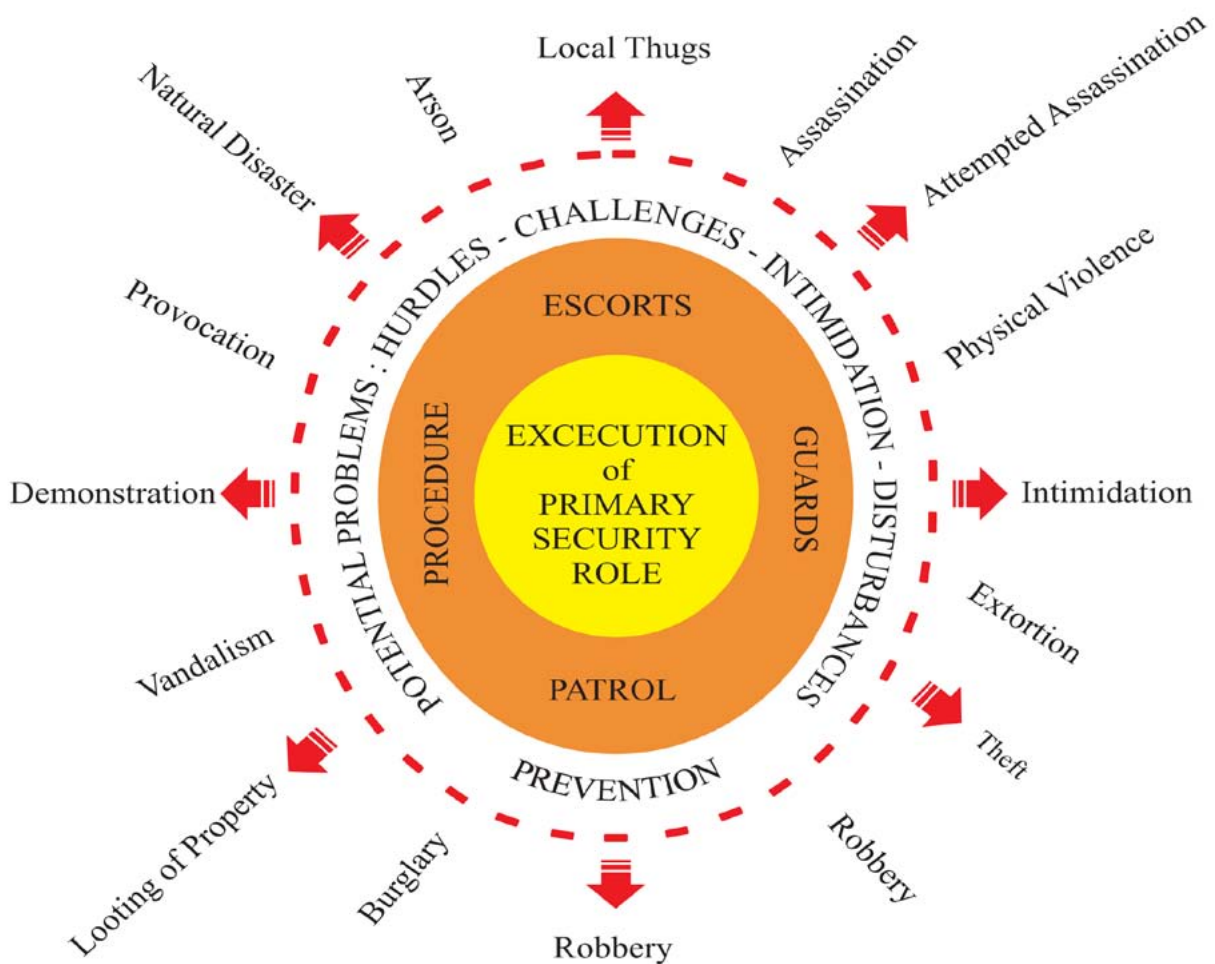 Local Thugs
Assassination
Attempted Assassination
Physical Violence
Intimidation
Extortion
Theft
Robbery
Robbery
Burglary
Looting of Property
Vandalism
Demonstration
Provocation
Natural Disaster
Arson
POTENTIAL PROBLEMS : HURDLES - CHALLENGES - INTIMIDATION - DISTURBANCES
PREVENTION
ESCORTS
GUARDS
PATROL
PROCEDURE
EXCECUTION
of
PRIMARY
SECURITY
ROLE